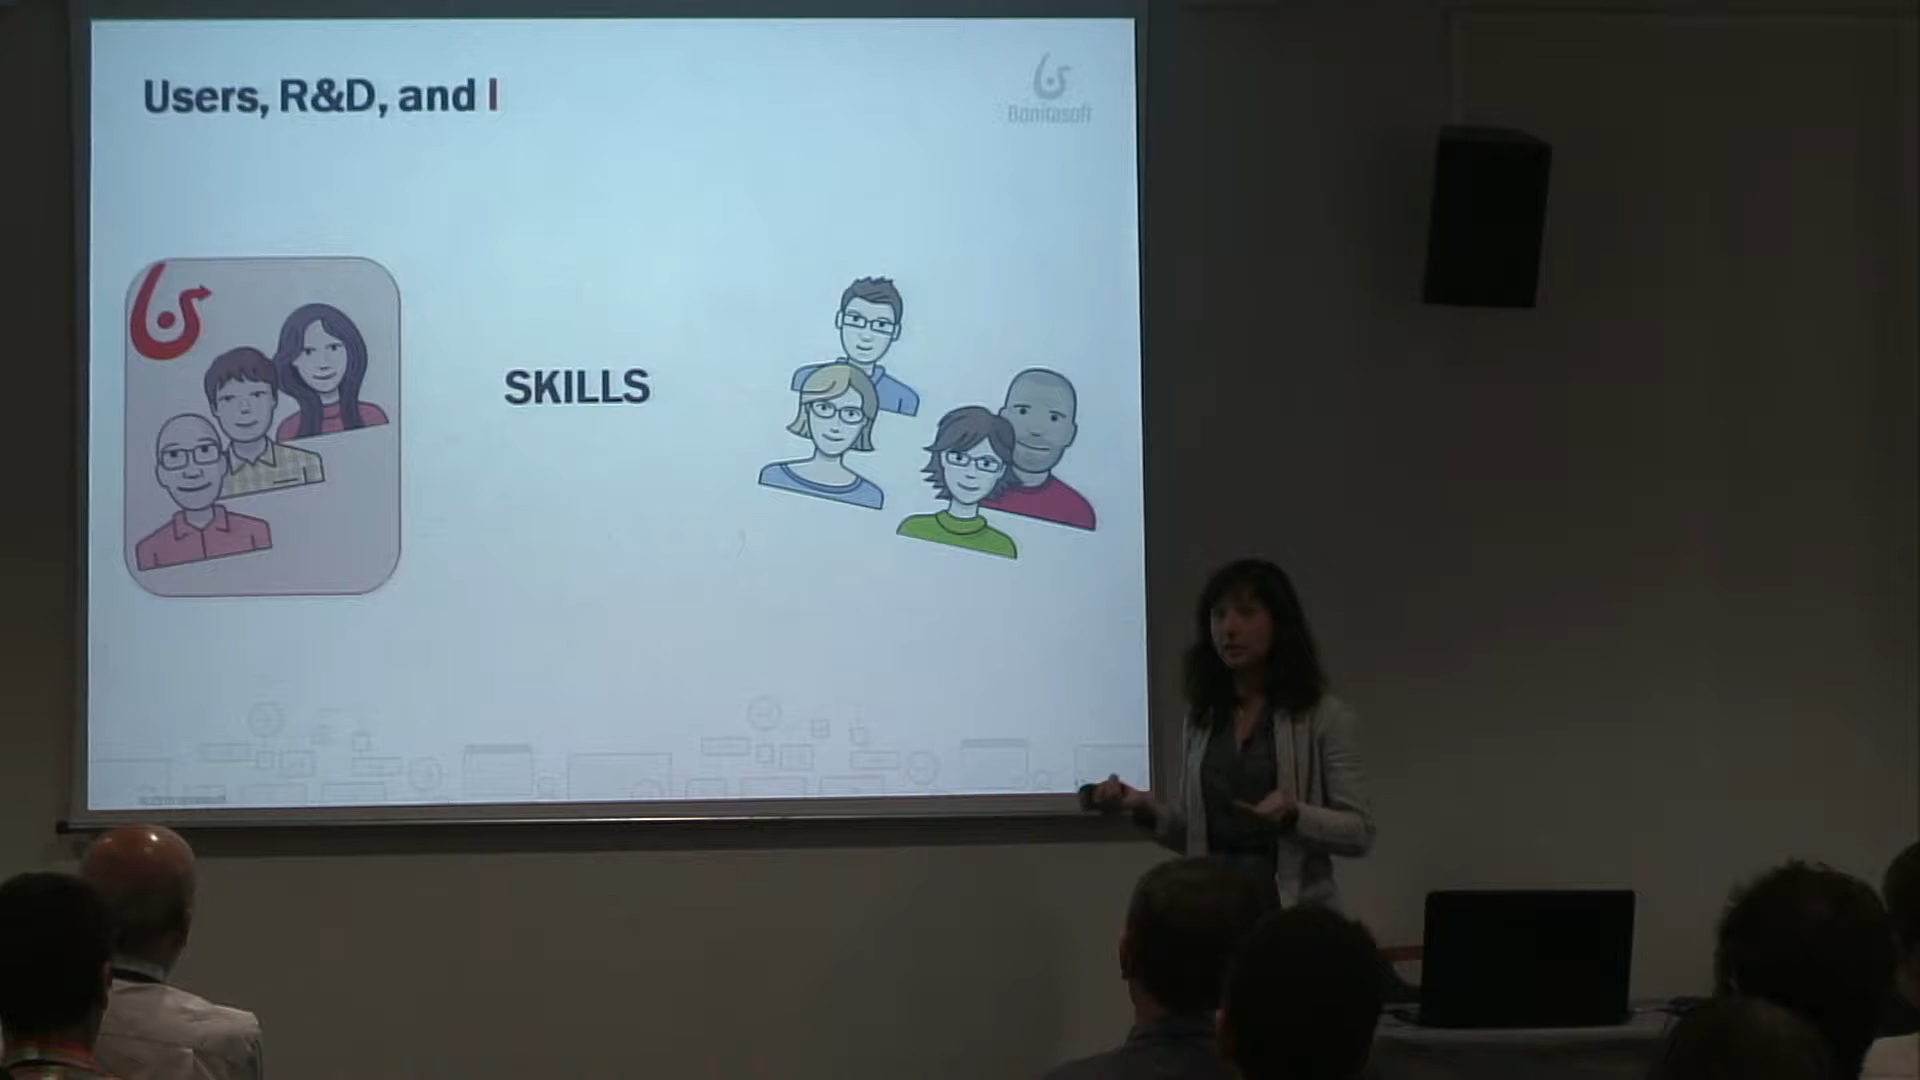 Users, R&D, and I
Bonitasoft
SKILLS